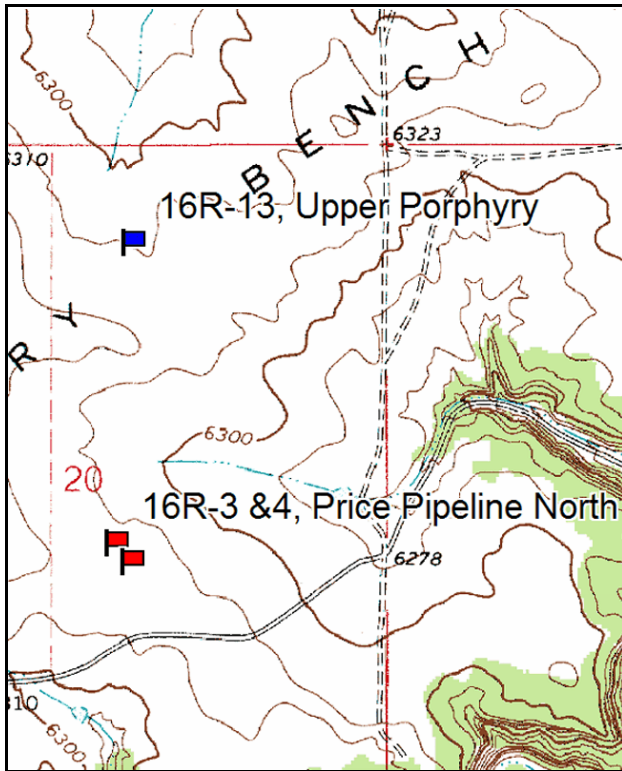 6300
B E N C H
6323
6310
16R-13, Upper Porphyry
R Y
6300
20
16R-3 &4, Price Pipeline North
6278
310
6300